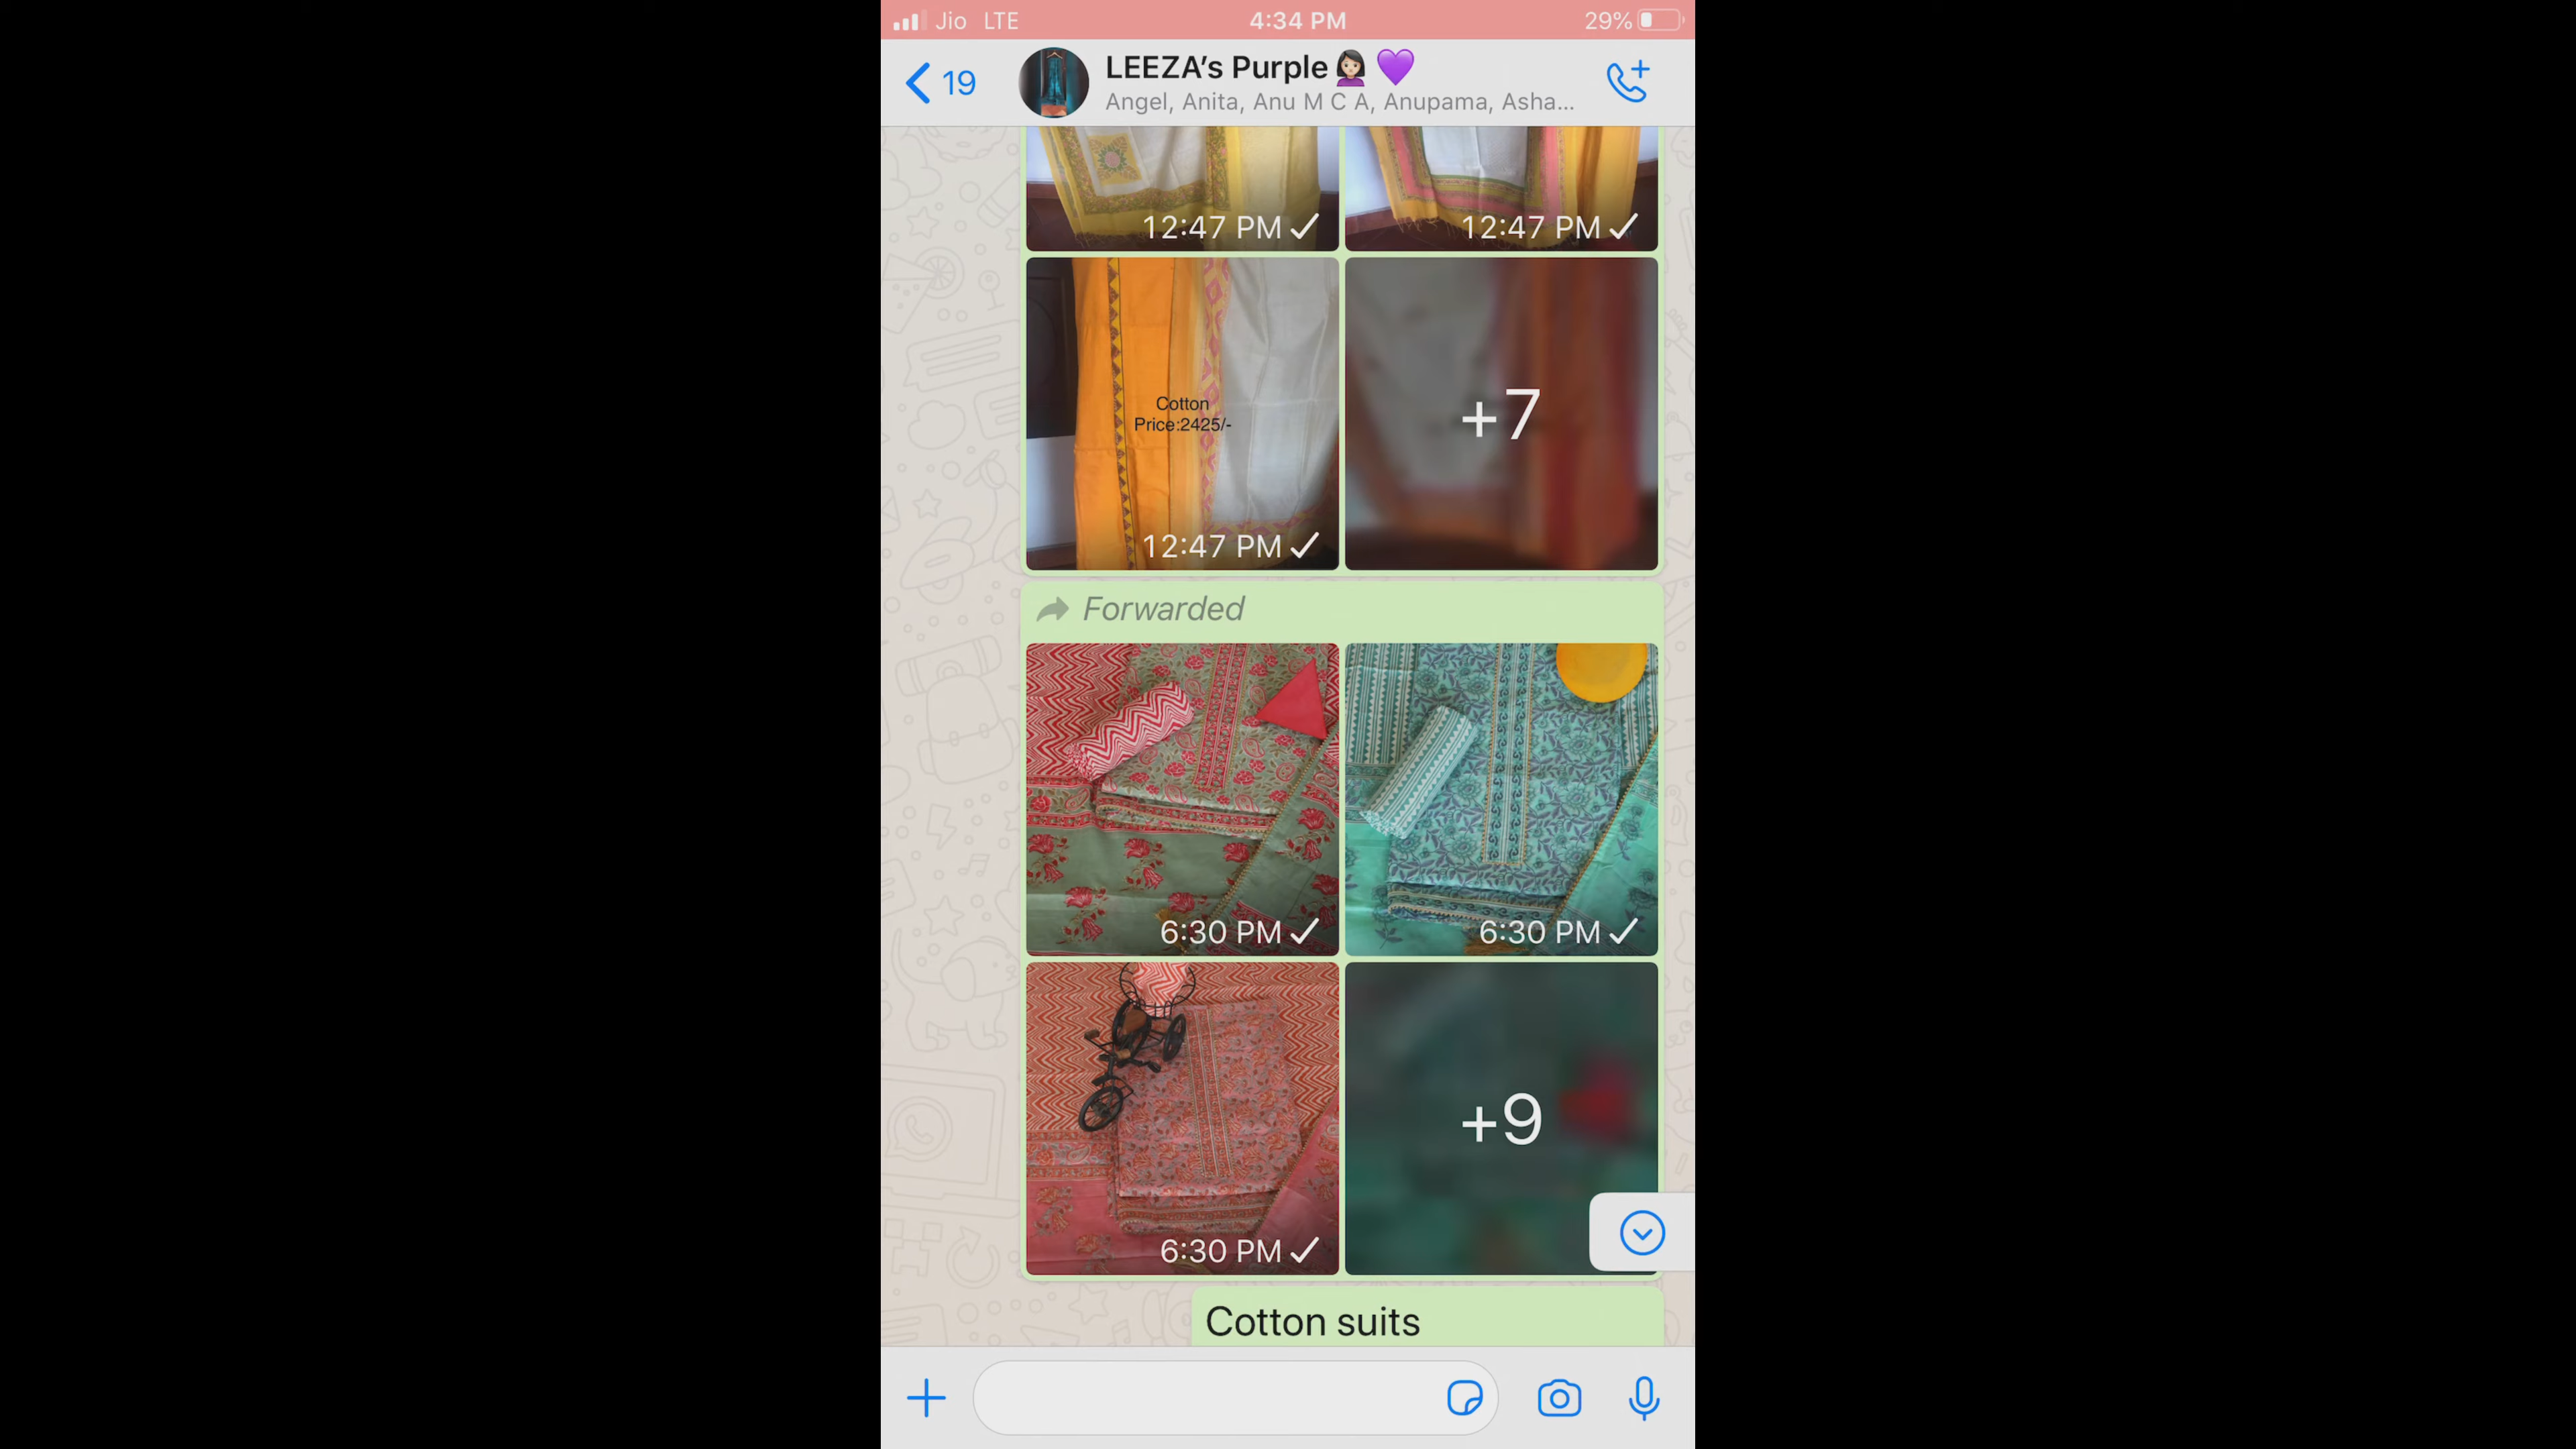 Jio LTE 4:34 PM 29%
19
LEEZA’s Purple🙍🏻‍♀️💜
Angel, Anita, Anu M C A, Anupama, Asha...
12:47 PM 12:47 PM
Cotton
Price:2425/-
+7
12:47 PM
Forwarded
6:30 PM 6:30 PM
+9
6:30 PM
Cotton suits